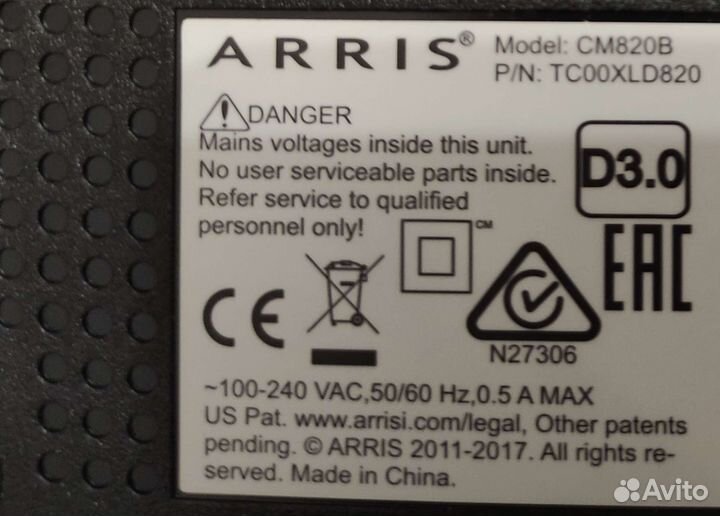 ARRIS® Model: CM820B
P/N: TC00XLD820
DANGER
Mains voltages inside this unit.
No user serviceable parts inside.
Refer service to qualified
personnel only!
D3.0
CM
EAC
CE
N27306
~100-240 VAC,50/60 Hz,0.5 A MAX
US Pat. www.arrisi.com/legal, Other patents
pending. © ARRIS 2011-2017. All rights re-
served. Made in China.
Avito